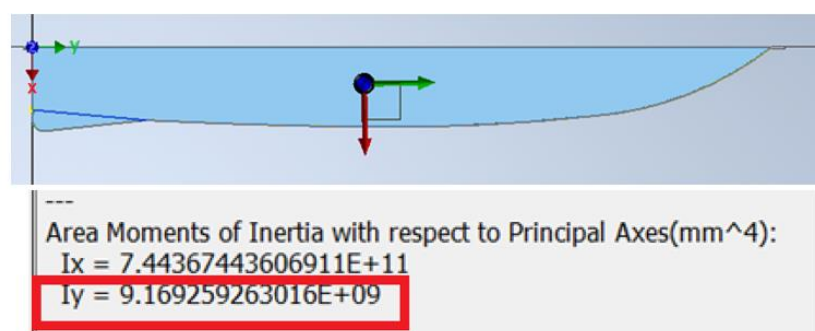 z
y
x
---
Area Moments of Inertia with respect to Principal Axes(mm^4):
Ix = 7.44367443606911E+11
Iy = 9.169259263016E+09